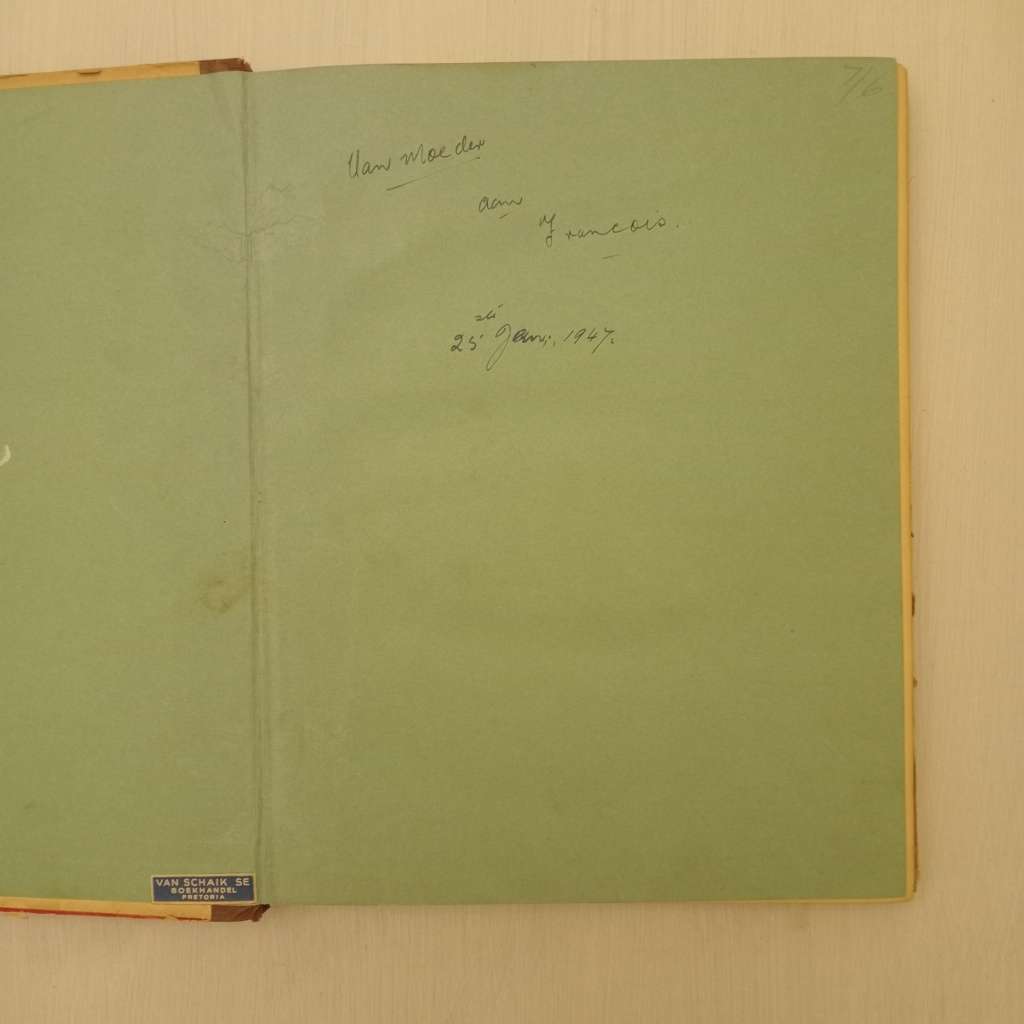 7/6
Van Moeder
aan
Francois.
25ste Jan., 1947.
VAN SCHAIK SE
BOEKHANDEL
PRETORIA